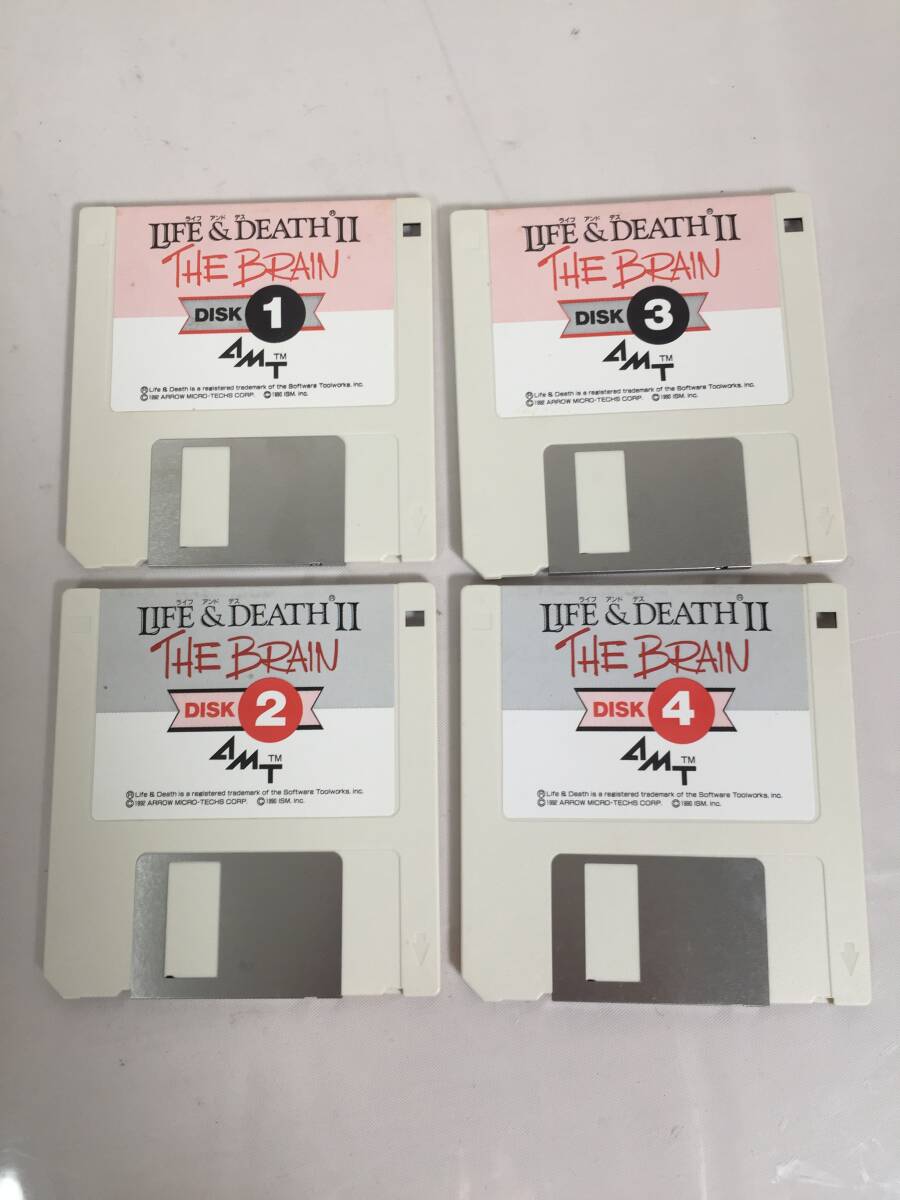 ライフ アンド デス
LIFE & DEATH® II
THE BRAIN
DISK 1
AMT™
®Life & Death is a registered trademark of the Software Toolworks, Inc.
©1992 ARROW MICRO-TECHS CORP. ©1990 ISM, Inc.
ライフ アンド デス
LIFE & DEATH® II
THE BRAIN
DISK 3
AMT™
®Life & Death is a registered trademark of the Software Toolworks, Inc.
©1992 ARROW MICRO-TECHS CORP. ©1990 ISM, Inc.
ライフ アンド デス
LIFE & DEATH® II
THE BRAIN
DISK 2
AMT™
®Life & Death is a registered trademark of the Software Toolworks, Inc.
©1992 ARROW MICRO-TECHS CORP. ©1990 ISM, Inc.
ライフ アンド デス
LIFE & DEATH® II
THE BRAIN
DISK 4
AMT™
®Life & Death is a registered trademark of the Software Toolworks, Inc.
©1992 ARROW MICRO-TECHS CORP. ©1990 ISM, Inc.